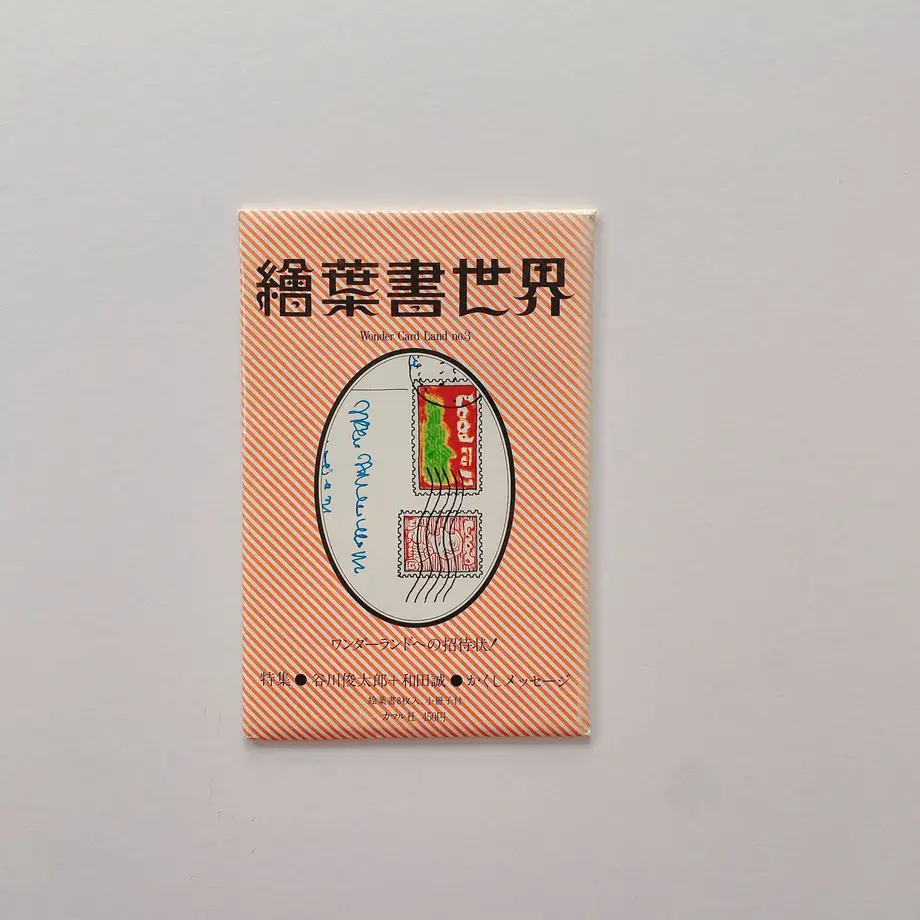 繪葉書世界
Wonder Card Land no.3
ワンダーランドへの招待状!
特集●谷川俊太郎+和田誠●かくしメッセージ
絵葉書8枚入、小冊子付
カマル社 450円